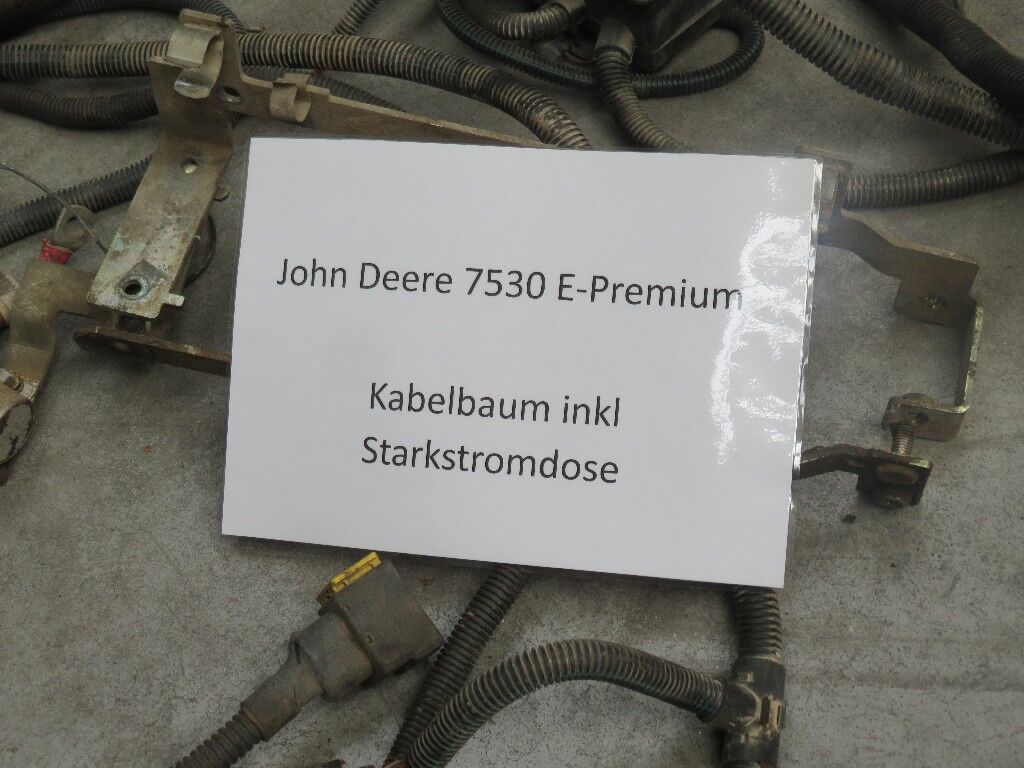 John Deere 7530 E-Premium
Kabelbaum inkl
Starkstromdose